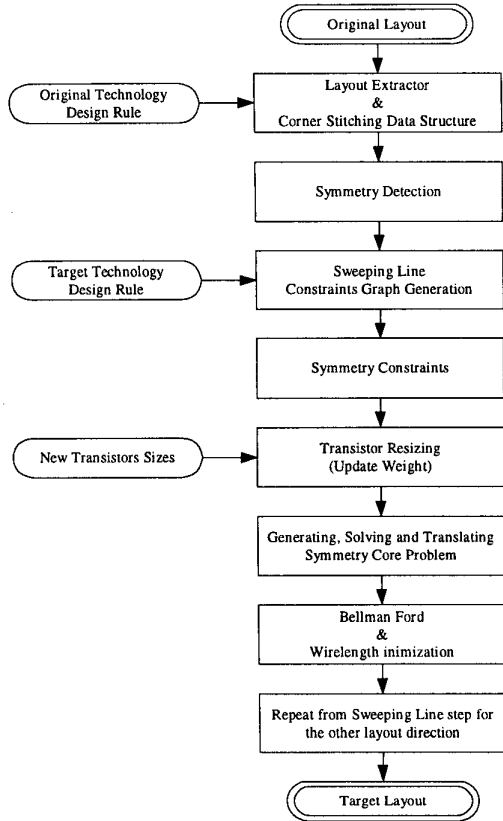 Original Layout
Original Technology
Design Rule
Layout Extractor
&
Corner Stitching Data Structure
Symmetry Detection
Target Technology
Design Rule
Sweeping Line
Constraints Graph Generation
Symmetry Constraints
New Transistors Sizes
Transistor Resizing
(Update Weight)
Generating, Solving and Translating
Symmetry Core Problem
Bellman Ford
&
Wirelength inimization
Repeat from Sweeping Line step for
the other layout direction
Target Layout